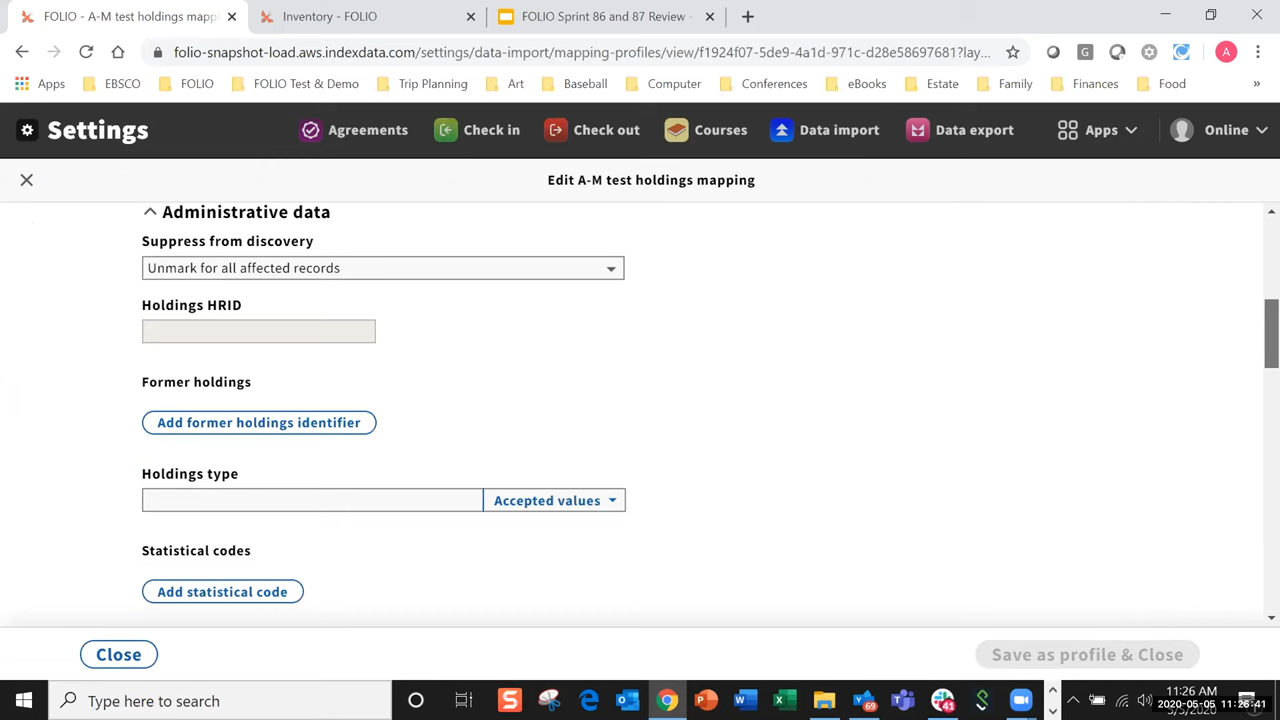 FOLIO - A-M test holdings mapp
Inventory - FOLIO
FOLIO Sprint 86 and 87 Review -
folio-snapshot-load.aws.indexdata.com/settings/data-import/mapping-profiles/view/f1924f07-5de9-4a1d-971c-d28e58697681?lay...
G
A
Apps
EBSCO
FOLIO
FOLIO Test & Demo
Trip Planning
Art
Baseball
Computer
Conferences
eBooks
Estate
Family
Finances
Food
»
Settings
Agreements
Check in
Check out
Courses
Data import
Data export
Apps
Online
Edit A-M test holdings mapping
Administrative data
Suppress from discovery
Unmark for all affected records
Holdings HRID
Former holdings
Add former holdings identifier
Holdings type
Accepted values
Statistical codes
Add statistical code
Close
Save as profile & Close
Type here to search
69
41
11:26 AM
2020-05-05 11:26:41